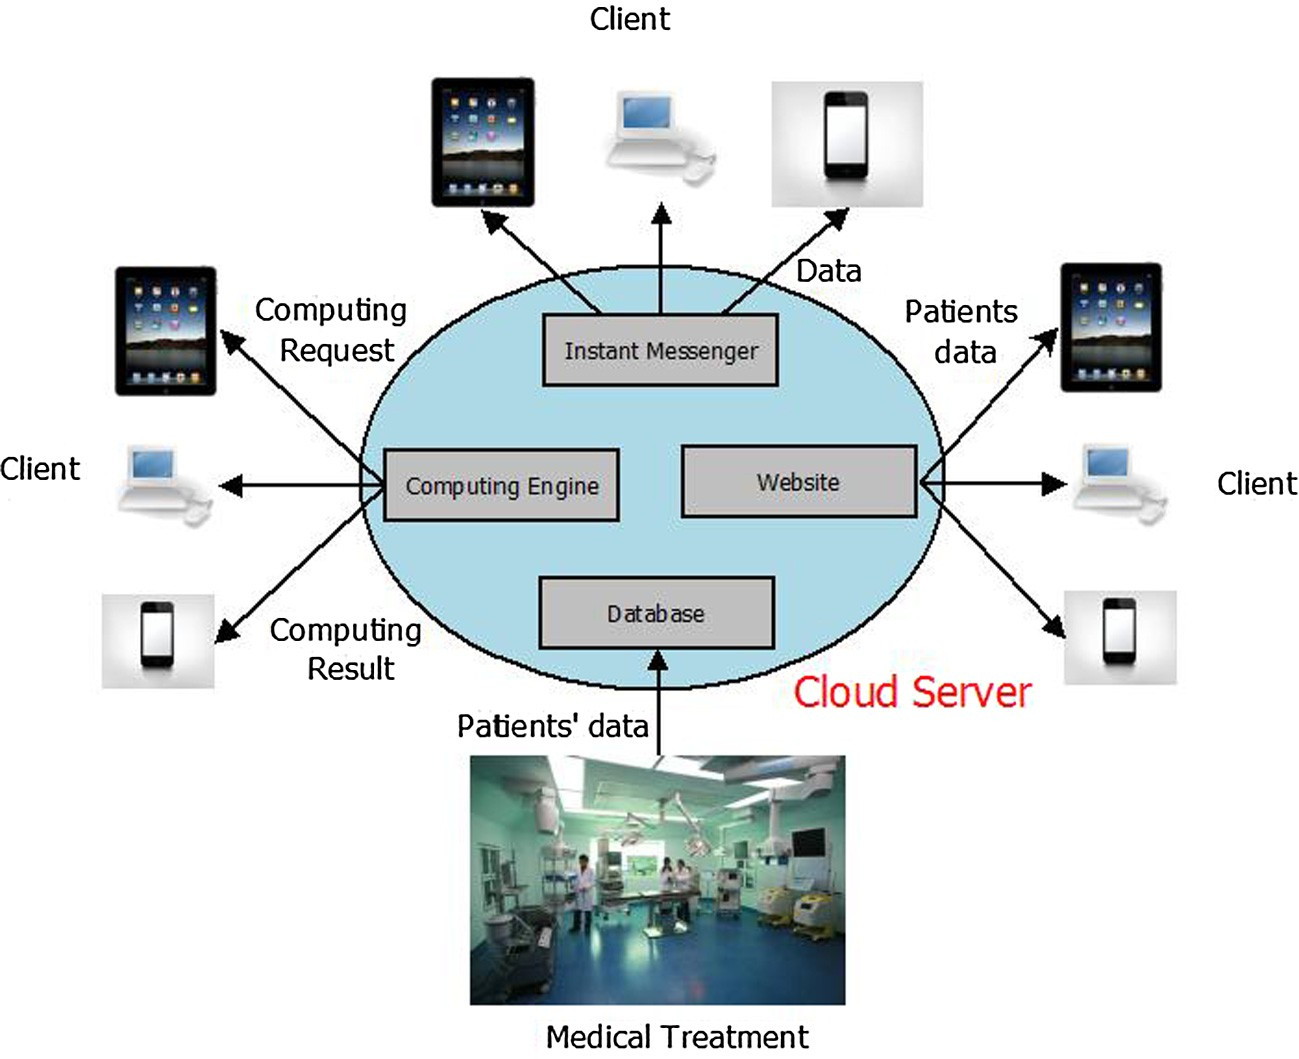 Client
Data
Computing
Request
Patients
data
Instant Messenger
Client
Computing Engine
Website
Client
Database
Computing
Result
Cloud Server
Patients' data
Medical Treatment